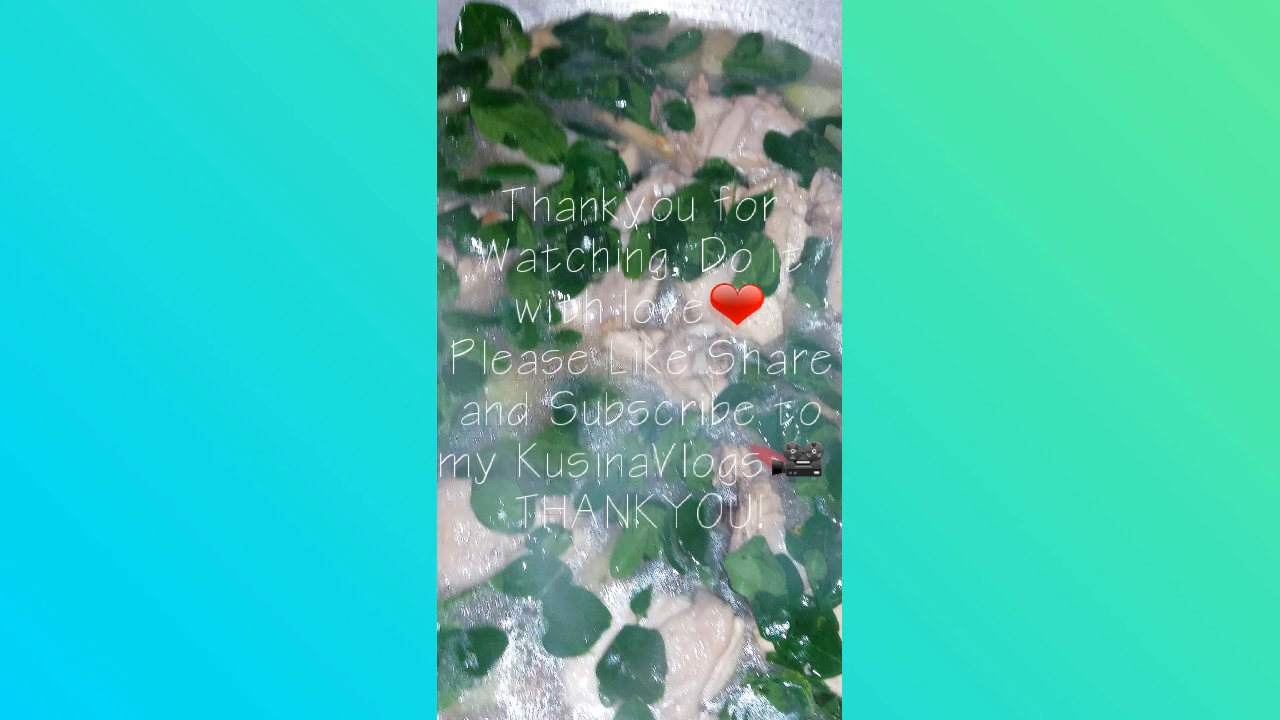 Thankyou for
Watching, Do it
with love❤
Please Like Share
and Subscribe to
my KusinaVlogs🎥
THANKYOU!